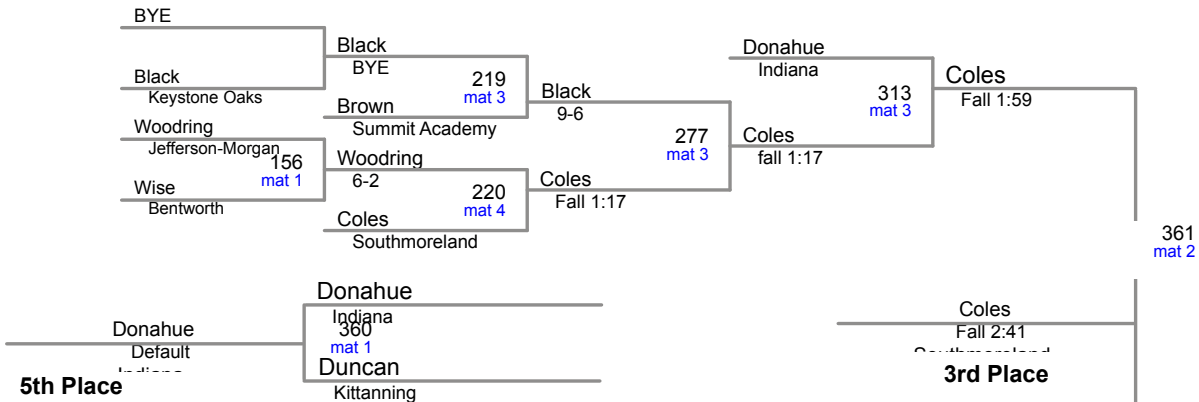 BYE
Black
Keystone Oaks
Woodring
Jefferson-Morgan
156
mat 1
Wise
Bentworth
Black
BYE
219
mat 3
Brown
Summit Academy
Woodring
6-2
220
mat 4
Coles
Southmoreland
Black
9-6
277
mat 3
Coles
Fall 1:17
Donahue
Indiana
313
mat 3
Coles
fall 1:17
Coles
Fall 1:59
361
mat 2
Donahue
Indiana
360
mat 1
Duncan
Kittanning
Donahue
Default
Indiana
5th Place
Coles
Fall 2:41
Southmoreland
3rd Place